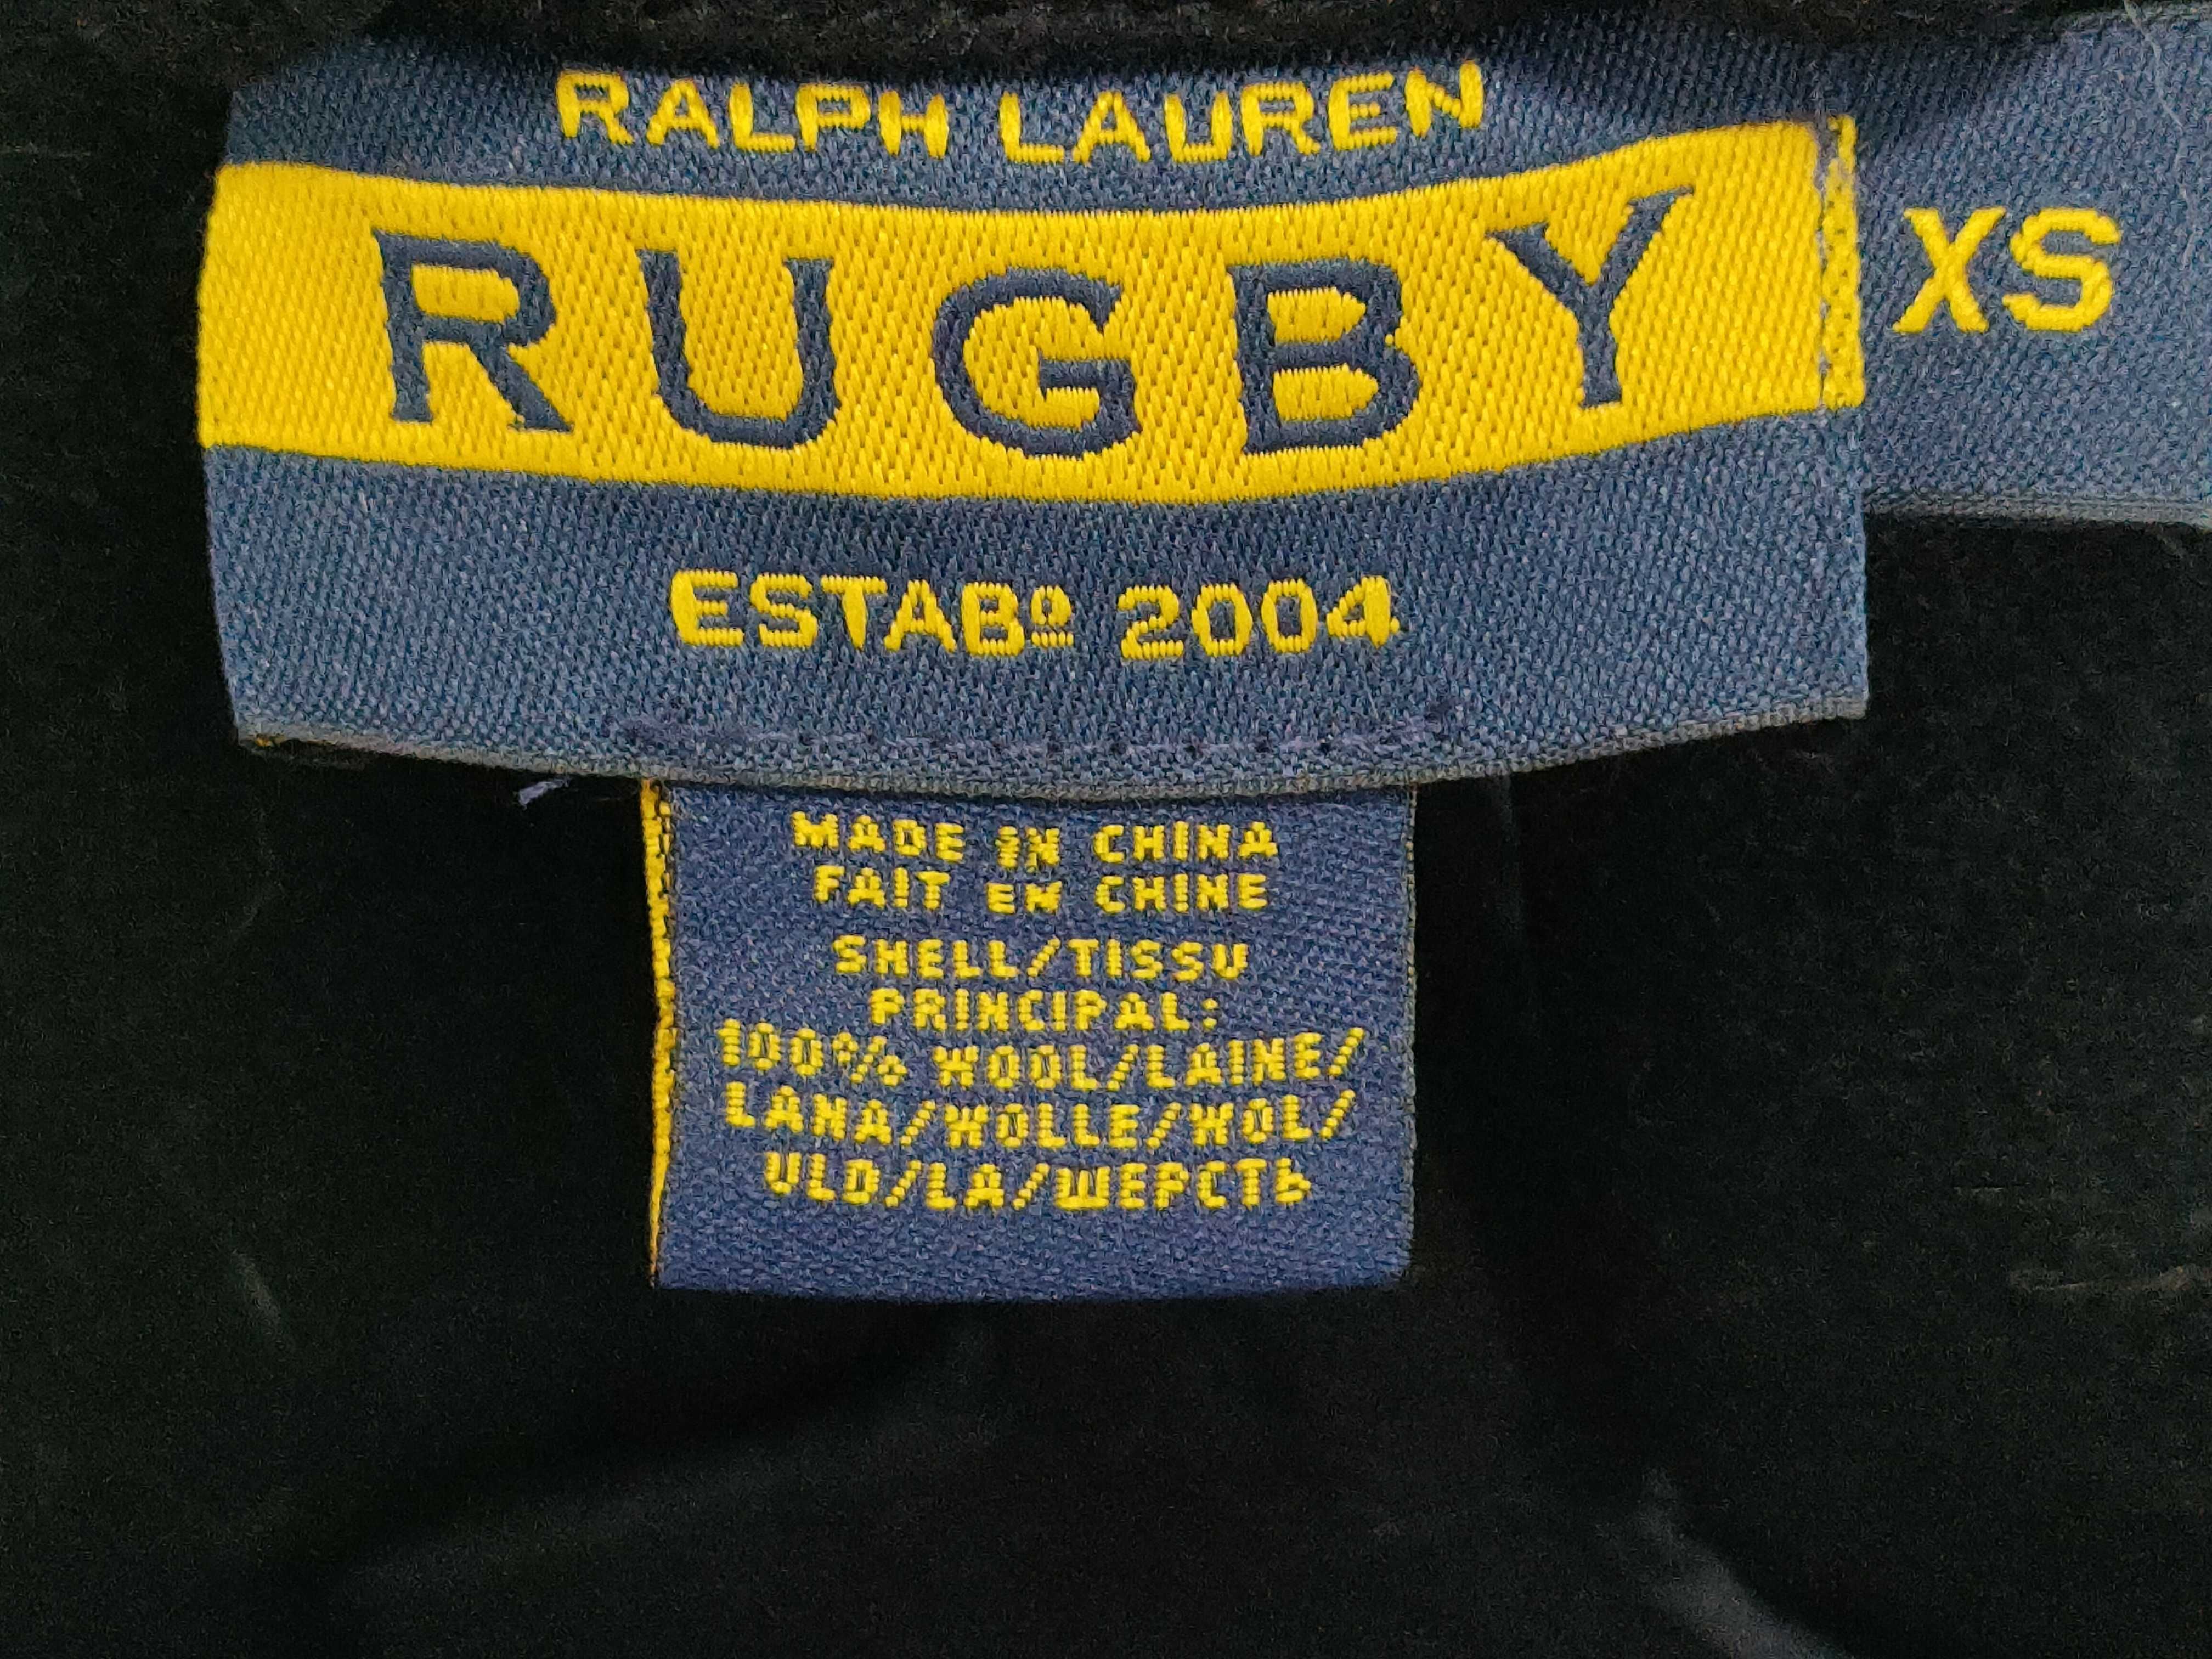 RALPH LAUREN
RUGBY
XS
ESTABº 2004
MADE IN CHINA
FAIT EN CHINE
SHELL/TISSU
PRINCIPAL:
100% WOOL/LAINE/
LANA/WOLLE/WOL/
ULD/LA/ШЕРСТЬ